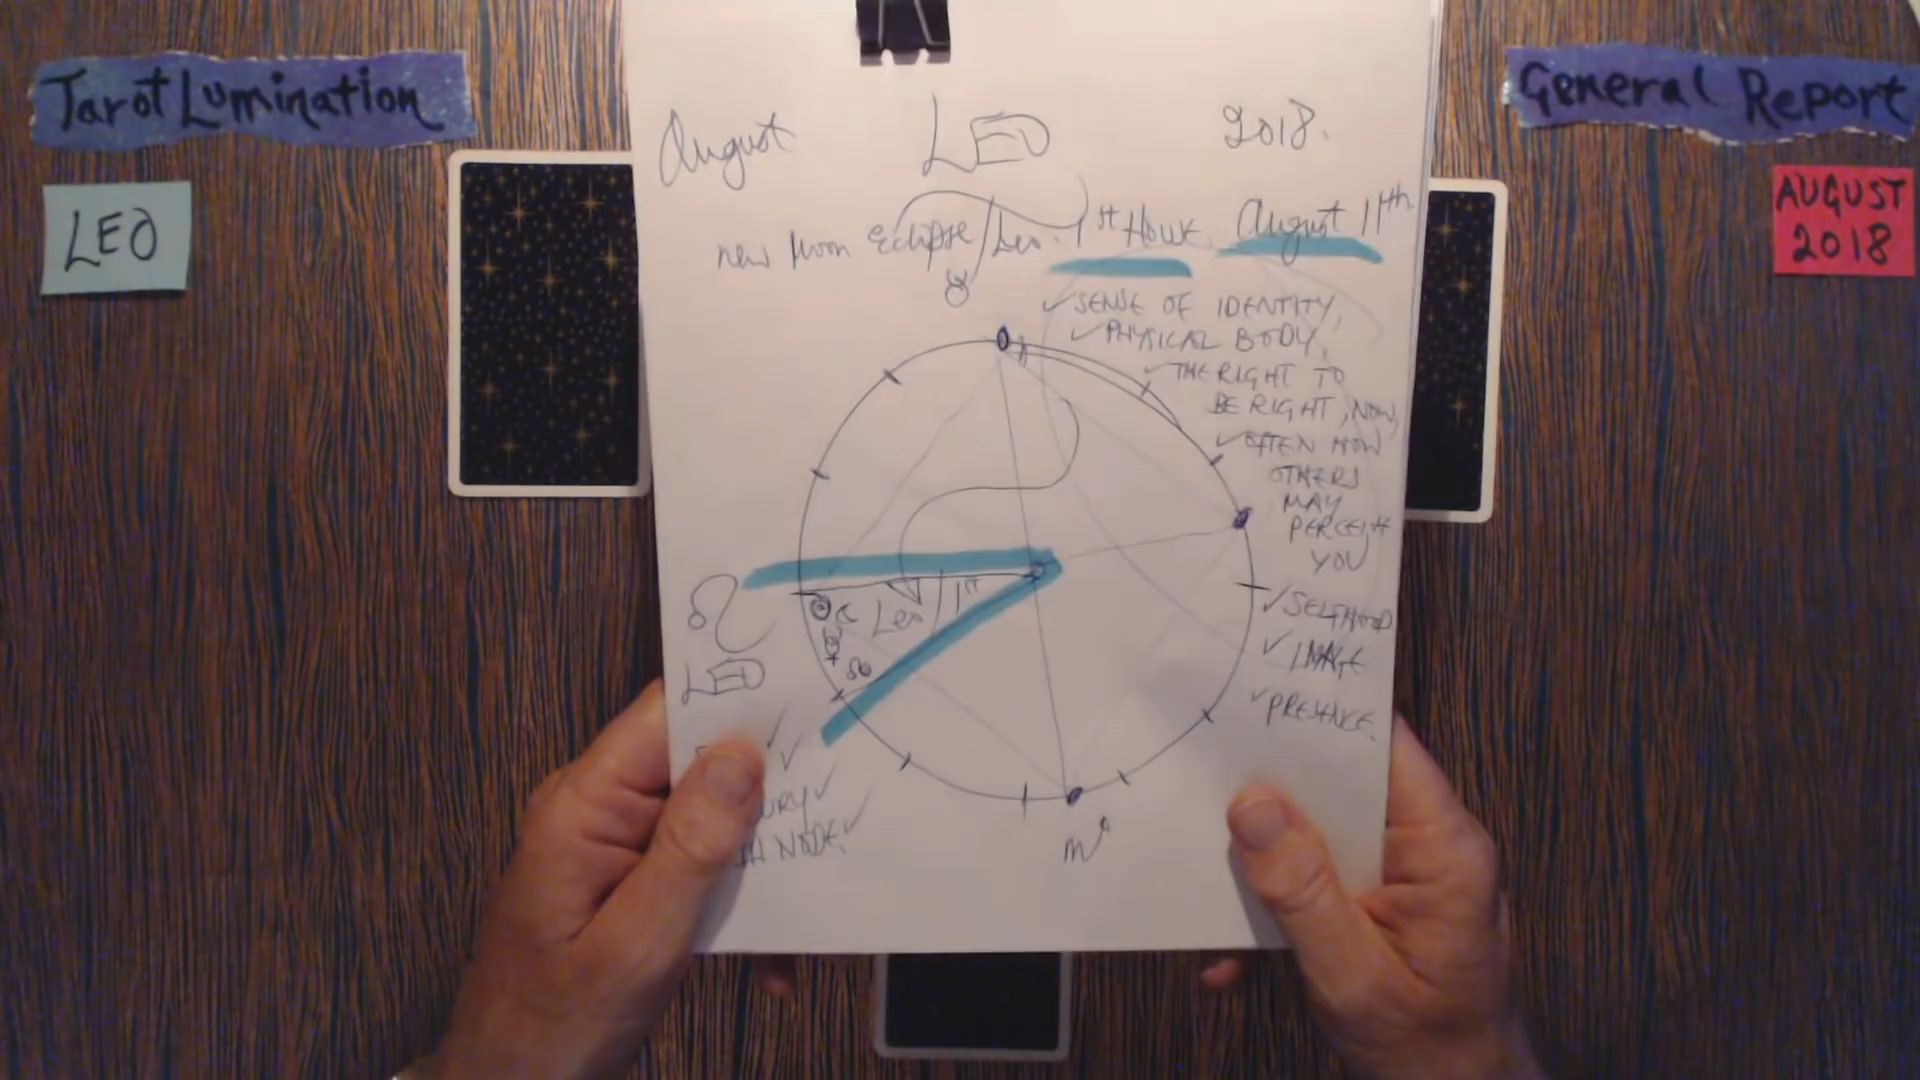 Tarot Lumination
General Report
LEO
AUGUST
2018
August LEO 2018.
new Moon Eclipse / Leo. 1st House August 11th
✓ SENSE OF IDENTITY,
✓ PHYSICAL BODY,
✓ THE RIGHT TO
BE RIGHT, NOW,
✓ OFTEN HOW
OTHERS
MAY
PERCEIVE
YOU
✓ SELFHOOD
✓ IMAGE
✓ PRESENCE.
Leo 1st
LEO
NODE.